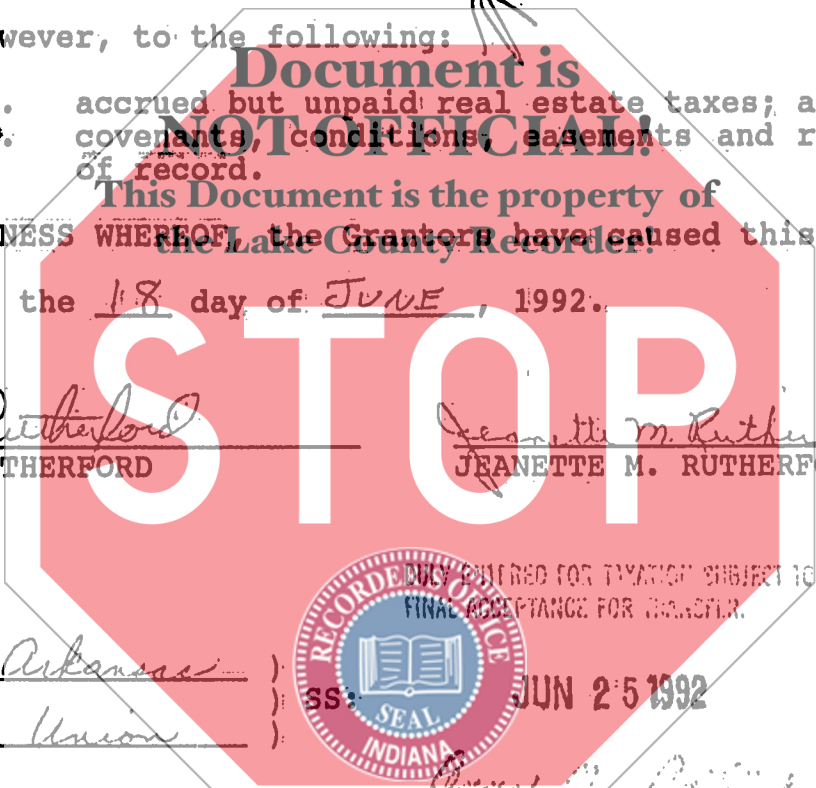 wever, to the following:
Document is
. accrued but unpaid real estate taxes; a
. covenants, conditions, easements and r
NOT OFFICIAL!
of record.
This Document is the property of
NESS WHEREOF, the Grantors have caused this
the Lake County Recorder!
the 18 day of JUNE, 1992.
STOP
Rutherford Jeanette M. Ruther
THERFORD JEANETTE M. RUTHERF
DULY ENTERED FOR TAXATION SUBJECT TO
FINAL ACCEPTANCE FOR TRANSFER.
RECORDER'S OFFICE
Arkansas )
) SS:
JUN 25 1992
SEAL
Union )
INDIANA